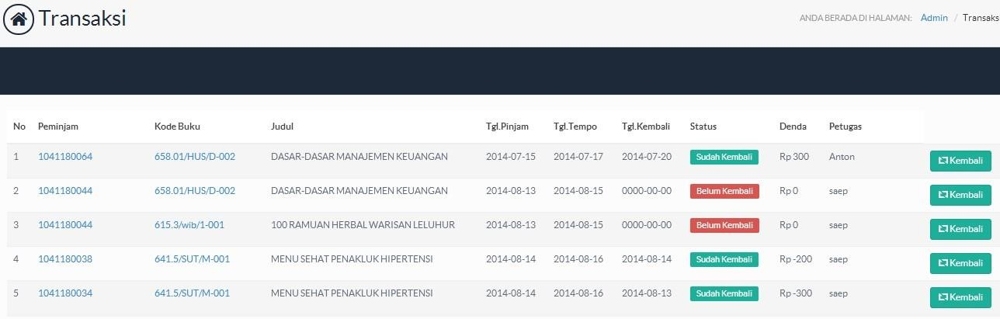 Transaksi
ANDA BERADA DI HALAMAN: Admin / Transaks
No Peminjam Kode Buku Judul Tgl.Pinjam Tgl.Tempo Tgl.Kembali Status Denda Petugas
1 1041180064 658.01/HUS/D-002 DASAR-DASAR MANAJEMEN KEUANGAN 2014-07-15 2014-07-17 2014-07-20 Sudah Kembali Rp 300 Anton Kembali
2 1041180044 658.01/HUS/D-002 DASAR-DASAR MANAJEMEN KEUANGAN 2014-08-13 2014-08-15 0000-00-00 Belum Kembali Rp 0 saep Kembali
3 1041180044 615.3/wib/1-001 100 RAMUAN HERBAL WARISAN LELUHUR 2014-08-13 2014-08-15 0000-00-00 Belum Kembali Rp 0 saep Kembali
4 1041180038 641.5/SUT/M-001 MENU SEHAT PENAKLUK HIPERTENSI 2014-08-14 2014-08-16 2014-08-14 Sudah Kembali Rp -200 saep Kembali
5 1041180034 641.5/SUT/M-001 MENU SEHAT PENAKLUK HIPERTENSI 2014-08-14 2014-08-16 2014-08-13 Sudah Kembali Rp -300 saep Kembali